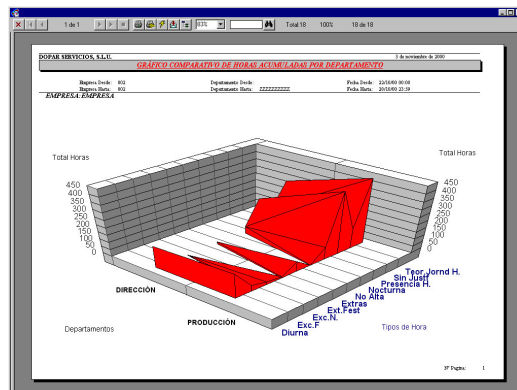 1 de 1
83%
Total:18
100%
18 de 18
DOPAR SERVICIOS, S.L.U.
3 de noviembre de 2000
GRÁFICO COMPARATIVO DE HORAS ACUMULADAS POR DEPARTAMENTO
Empresa Desde: 002
Departamento Desde:
Fecha Desde: 22/10/00 00:00
Empresa Hasta: 002
Departamento Hasta: ZZZZZZZZZZ
Fecha Hasta: 20/10/00 23:59
EMPRESA: EMPRESA
Total Horas
Total Horas
450
400
350
300
250
200
150
100
50
0
450
400
350
300
250
200
150
100
50
0
DIRECCIÓN
PRODUCCIÓN
Departamentos
Teor.Jornd H.
Sin Justf
Presencia H.
Nocturna
No Alta
Extras
Ext.Fest
Exc.N.
Exc.F
Diurna
Tipos de Hora
Nº Pagina: 1